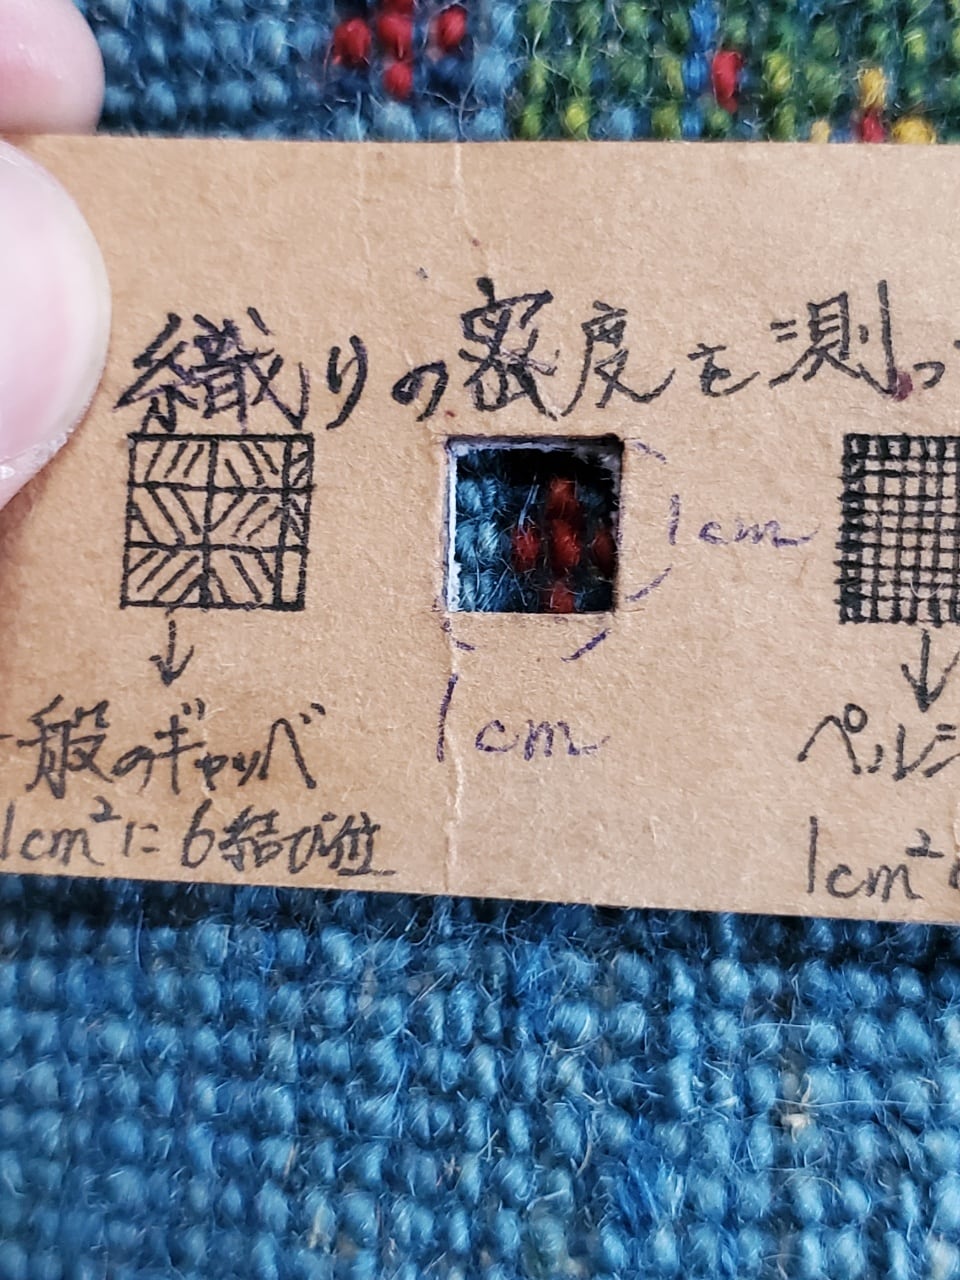 織りの密度を測っ
1cm
1cm
一般のギャッベ
1cm²に6結び位
ペルシ
1cm²